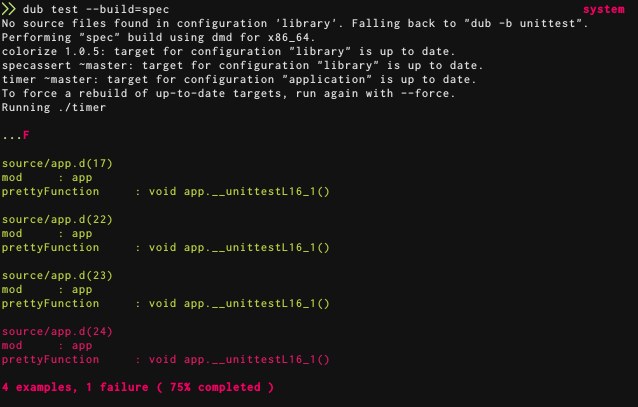 >> dub test --build=spec system
No source files found in configuration 'library'. Falling back to "dub -b unittest".
Performing "spec" build using dmd for x86_64.
colorize 1.0.5: target for configuration "library" is up to date.
specassert ~master: target for configuration "library" is up to date.
timer ~master: target for configuration "application" is up to date.
To force a rebuild of up-to-date targets, run again with --force.
Running ./timer
...F
source/app.d(17)
mod : app
prettyFunction : void app.__unittestL16_1()
source/app.d(22)
mod : app
prettyFunction : void app.__unittestL16_1()
source/app.d(23)
mod : app
prettyFunction : void app.__unittestL16_1()
source/app.d(24)
mod : app
prettyFunction : void app.__unittestL16_1()
4 examples, 1 failure ( 75% completed )